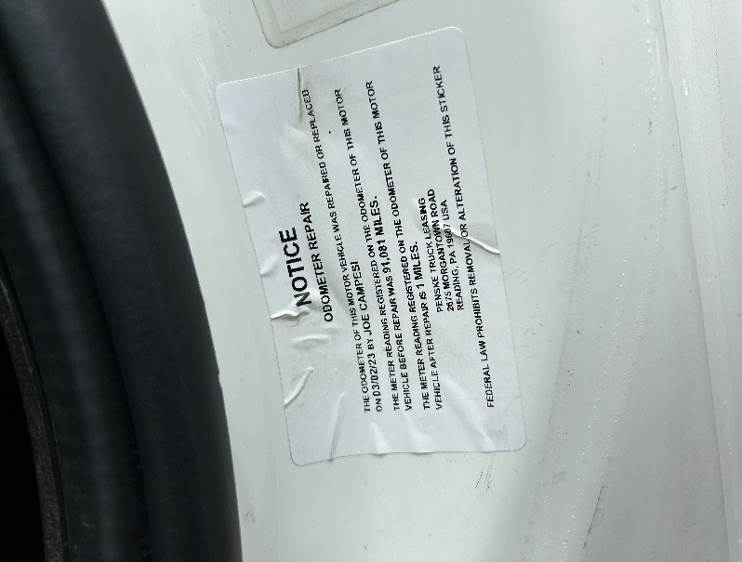 NOTICE
ODOMETER REPAIR
THE ODOMETER OF THIS MOTOR VEHICLE WAS REPAIRED OR REPLACED
ON 03/02/23 BY JOE CAMPESI
THE METER READING REGISTERED ON THE ODOMETER OF THIS MOTOR
VEHICLE BEFORE REPAIR WAS 91,081 MILES.
THE METER READING REGISTERED ON THE ODOMETER OF THIS MOTOR
VEHICLE AFTER REPAIR IS 1 MILES.
PENSKE TRUCK LEASING
2675 MORGANTOWN ROAD
READING, PA 19607 USA
FEDERAL LAW PROHIBITS REMOVAL OR ALTERATION OF THIS STICKER